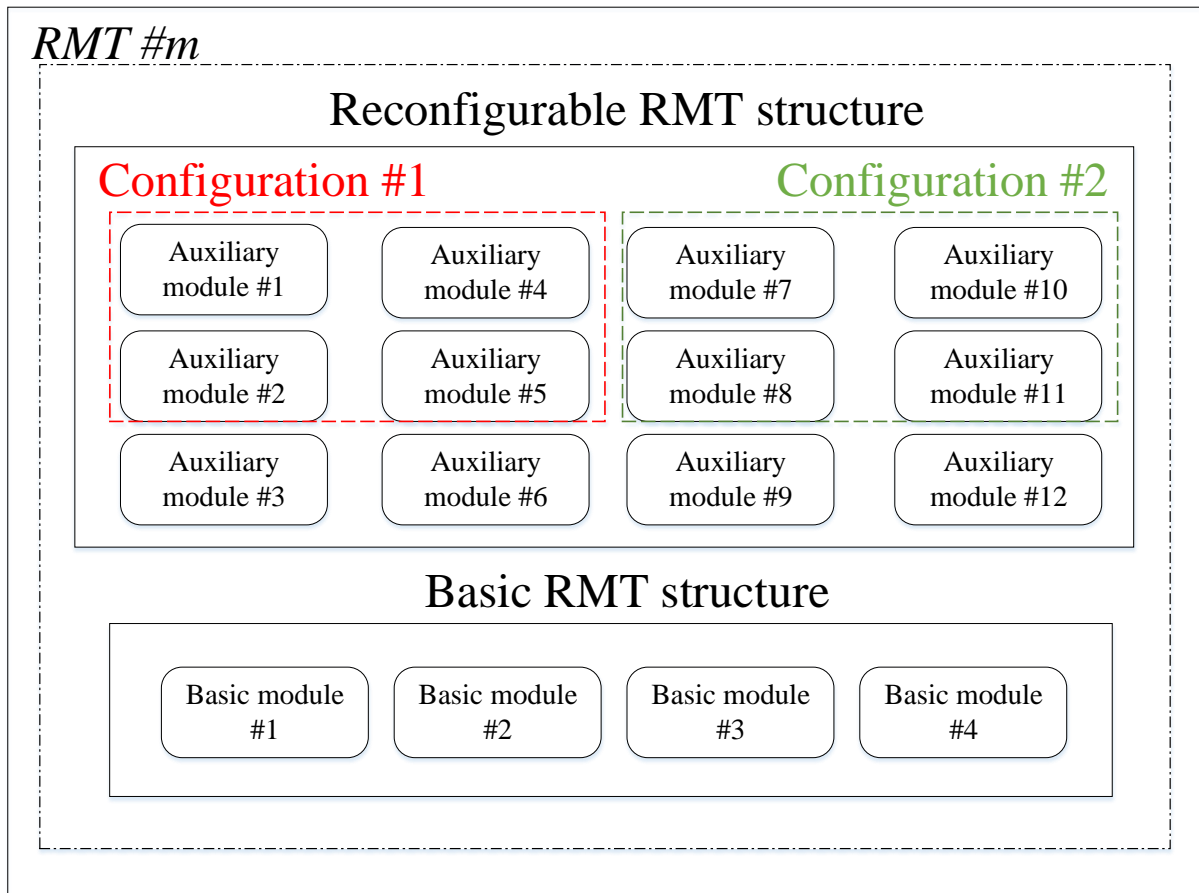 RMT #m
Reconfigurable RMT structure
Configuration #1
Configuration #2
Auxiliary
module #1
Auxiliary
module #4
Auxiliary
module #7
Auxiliary
module #10
Auxiliary
module #2
Auxiliary
module #5
Auxiliary
module #8
Auxiliary
module #11
Auxiliary
module #3
Auxiliary
module #6
Auxiliary
module #9
Auxiliary
module #12
Basic RMT structure
Basic module
#1
Basic module
#2
Basic module
#3
Basic module
#4